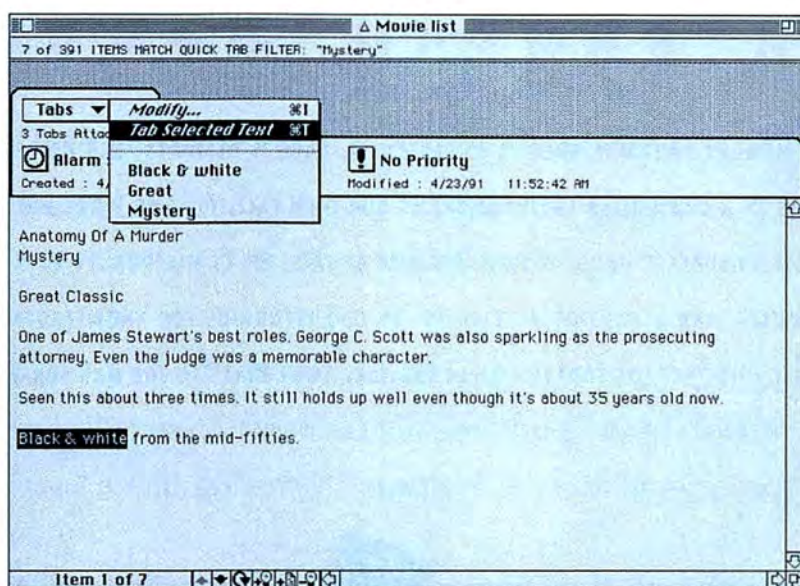 △ Movie list
7 of 391 ITEMS MATCH QUICK TAB FILTER: "Mystery"
Tabs ▼
Modify... ⌘I
3 Tabs Attac
Tab Selected Text ⌘T
Alarm :
Black & white
No Priority
Created : 4/
Great
Modified : 4/23/91 11:52:42 AM
Mystery
Anatomy Of A Murder
Mystery
Great Classic
One of James Stewart's best roles. George C. Scott was also sparkling as the prosecuting
attorney. Even the judge was a memorable character.
Seen this about three times. It still holds up well even though it's about 35 years old now.
Black & white from the mid-fifties.
Item 1 of 7